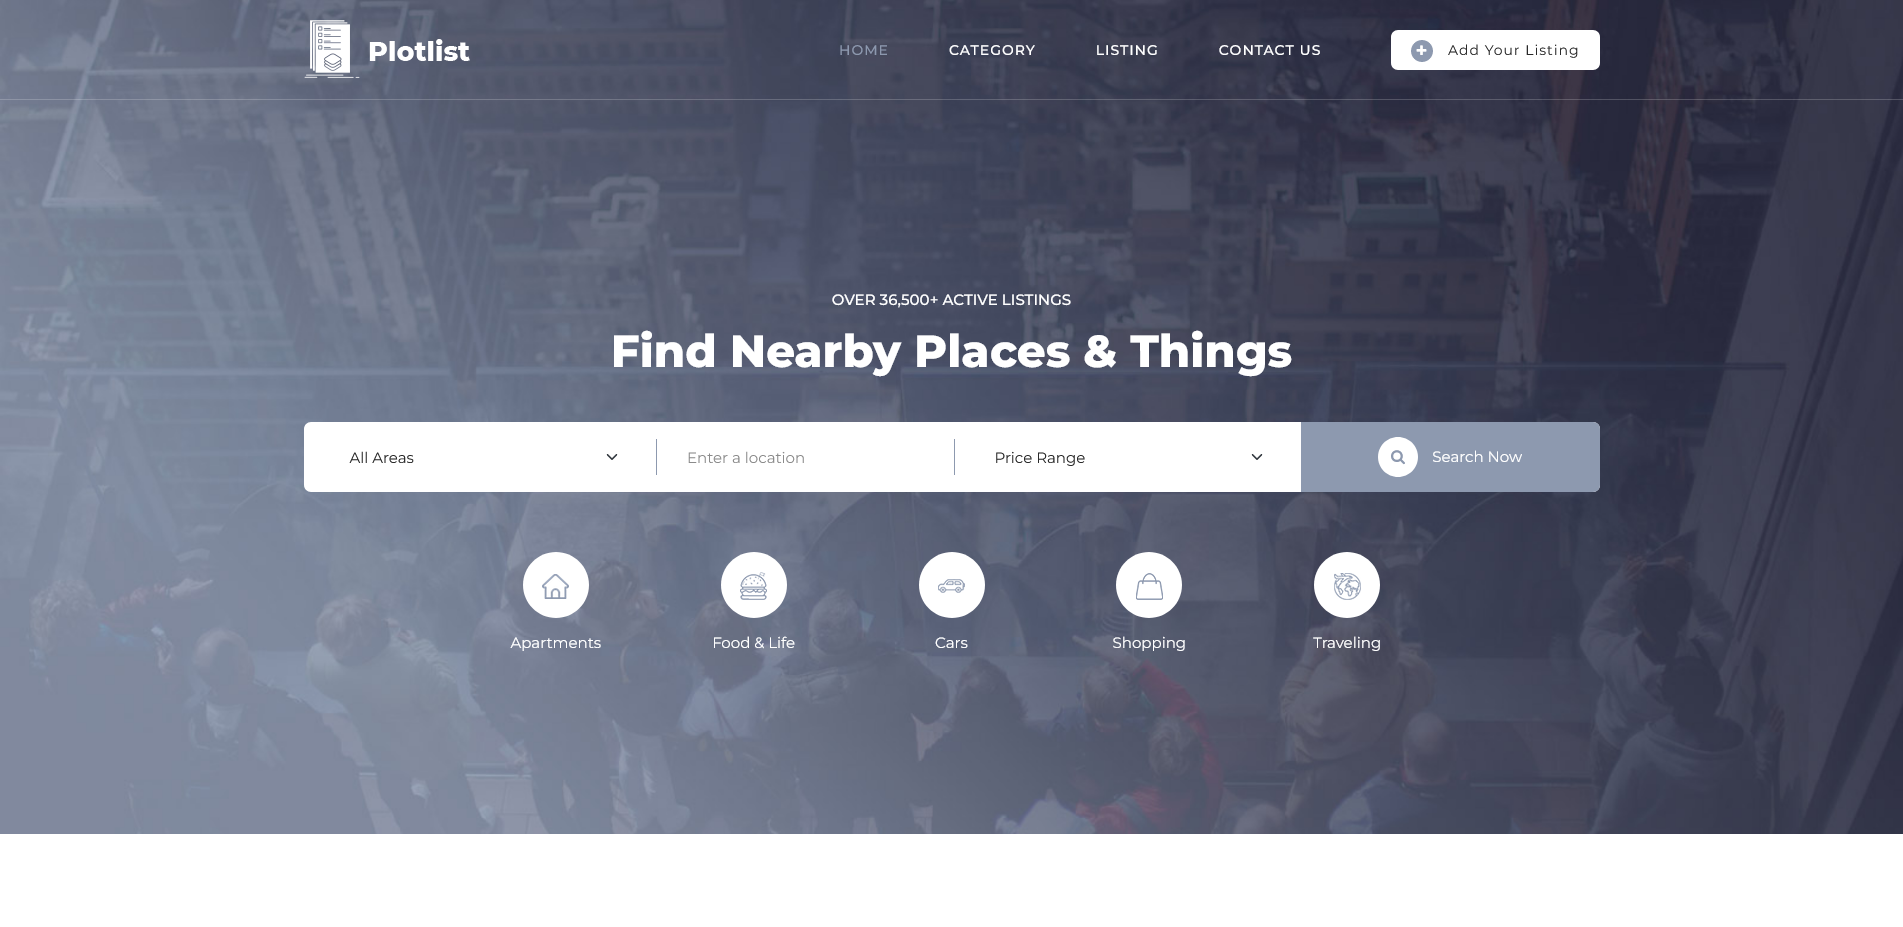 Plotlist
HOME
CATEGORY
LISTING
CONTACT US
Add Your Listing
OVER 36,500+ ACTIVE LISTINGS
Find Nearby Places & Things
All Areas
Enter a location
Price Range
Search Now
Apartments
Food & Life
Cars
Shopping
Traveling